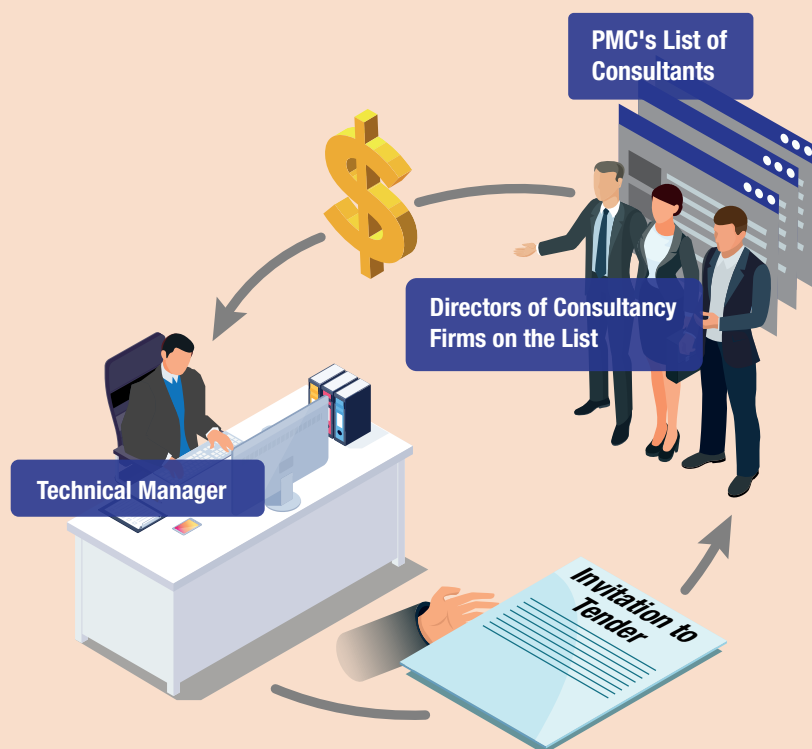 PMC's List of
Consultants
Directors of Consultancy
Firms on the List
Technical Manager
Invitation to
Tender